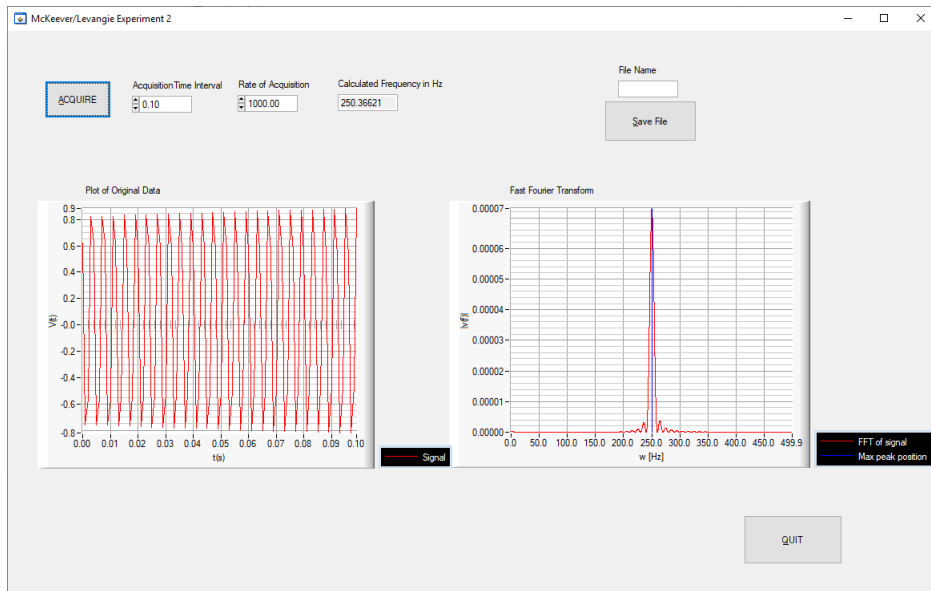 McKeever/Levangie Experiment 2
File Name
Acquisition Time Interval
Rate of Acquisition
Calculated Frequency in Hz
ACQUIRE
0.10
1000.00
250.36621
Save File
Plot of Original Data
0.9
0.8
0.6
0.4
0.2
-0.0
-0.2
-0.4
-0.6
-0.8
V(t)
0.00 0.01 0.02 0.03 0.04 0.05 0.06 0.07 0.08 0.09 0.10
t(s)
Signal
Fast Fourier Transform
0.00007
0.00006
0.00005
0.00004
0.00003
0.00002
0.00001
0.00000
|v(f)|
0.0 50.0 100.0 150.0 200.0 250.0 300.0 350.0 400.0 450.0 499.9
w [Hz]
FFT of signal
Max peak position
QUIT